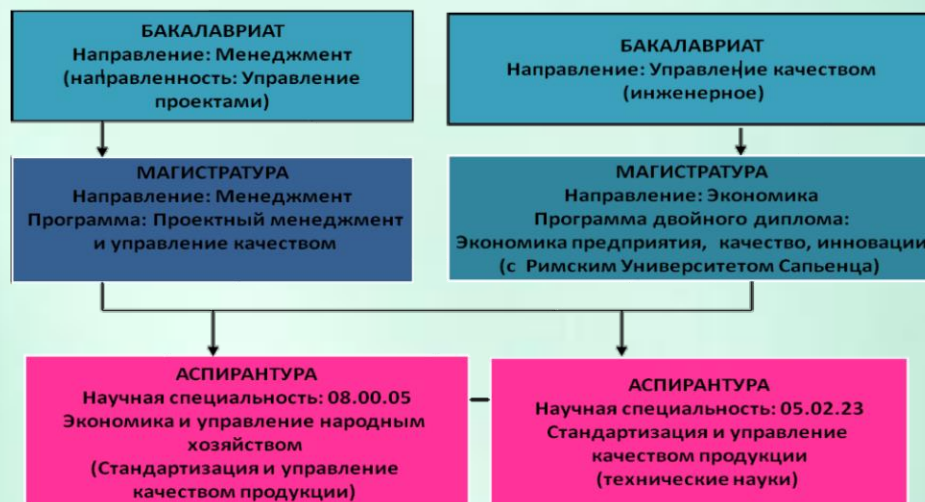 БАКАЛАВРИАТ
Направление: Менеджмент
(направленность: Управление
проектами)
БАКАЛАВРИАТ
Направление: Управление качеством
(инженерное)
МАГИСТРАТУРА
Направление: Менеджмент
Программа: Проектный менеджмент
и управление качеством
МАГИСТРАТУРА
Направление: Экономика
Программа двойного диплома:
Экономика предприятия, качество, инновации
(с Римским Университетом Сапьенца)
АСПИРАНТУРА
Научная специальность: 08.00.05
Экономика и управление народным
хозяйством
(Стандартизация и управление
качеством продукции)
АСПИРАНТУРА
Научная специальность: 05.02.23
Стандартизация и управление
качеством продукции
(технические науки)